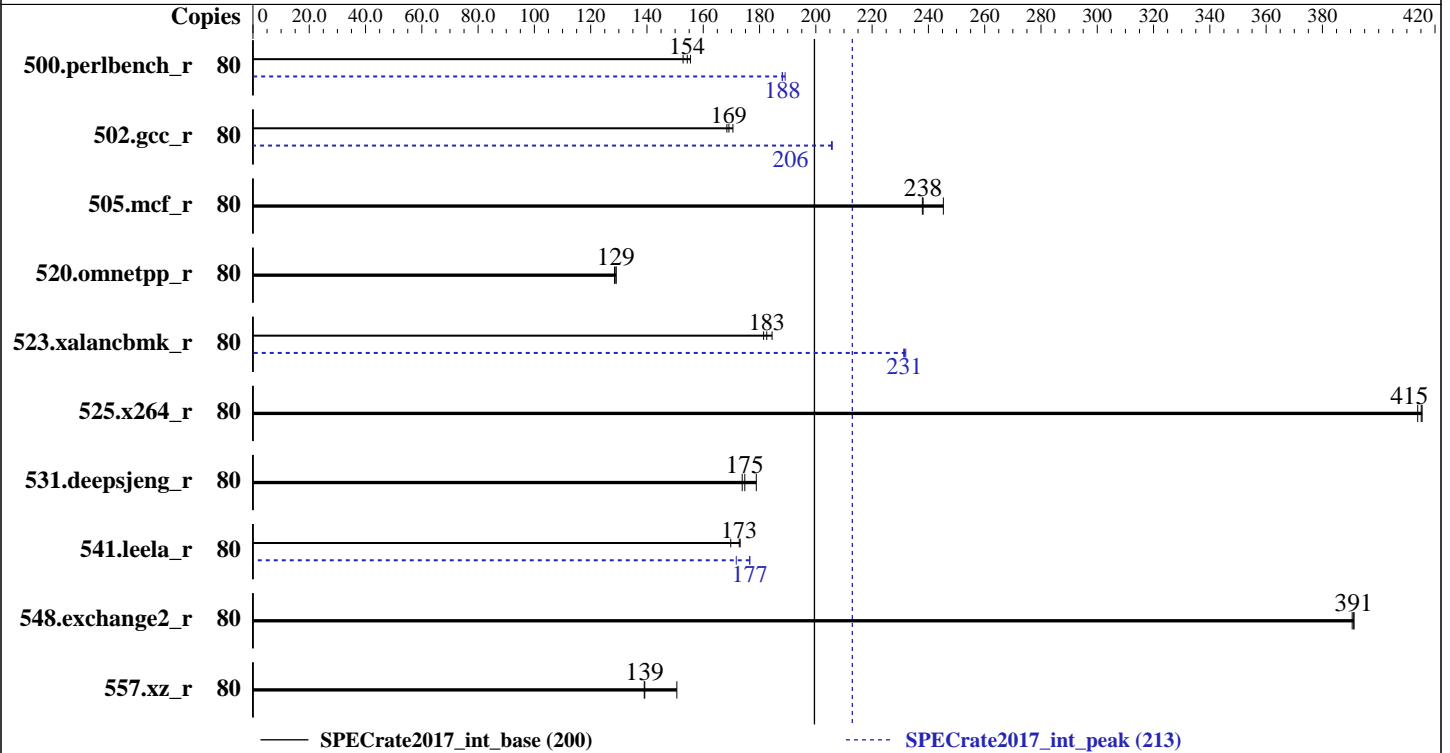 Copies 0 20.0 40.0 60.0 80.0 100 120 140 160 180 200 220 240 260 280 300 320 340 360 380 420
154
500.perlbench_r 80
188
169
502.gcc_r 80
206
238
505.mcf_r 80
129
520.omnetpp_r 80
183
523.xalancbmk_r 80
231
415
525.x264_r 80
175
531.deepsjeng_r 80
173
541.leela_r 80
177
391
548.exchange2_r 80
139
557.xz_r 80
SPECrate2017_int_base (200) SPECrate2017_int_peak (213)